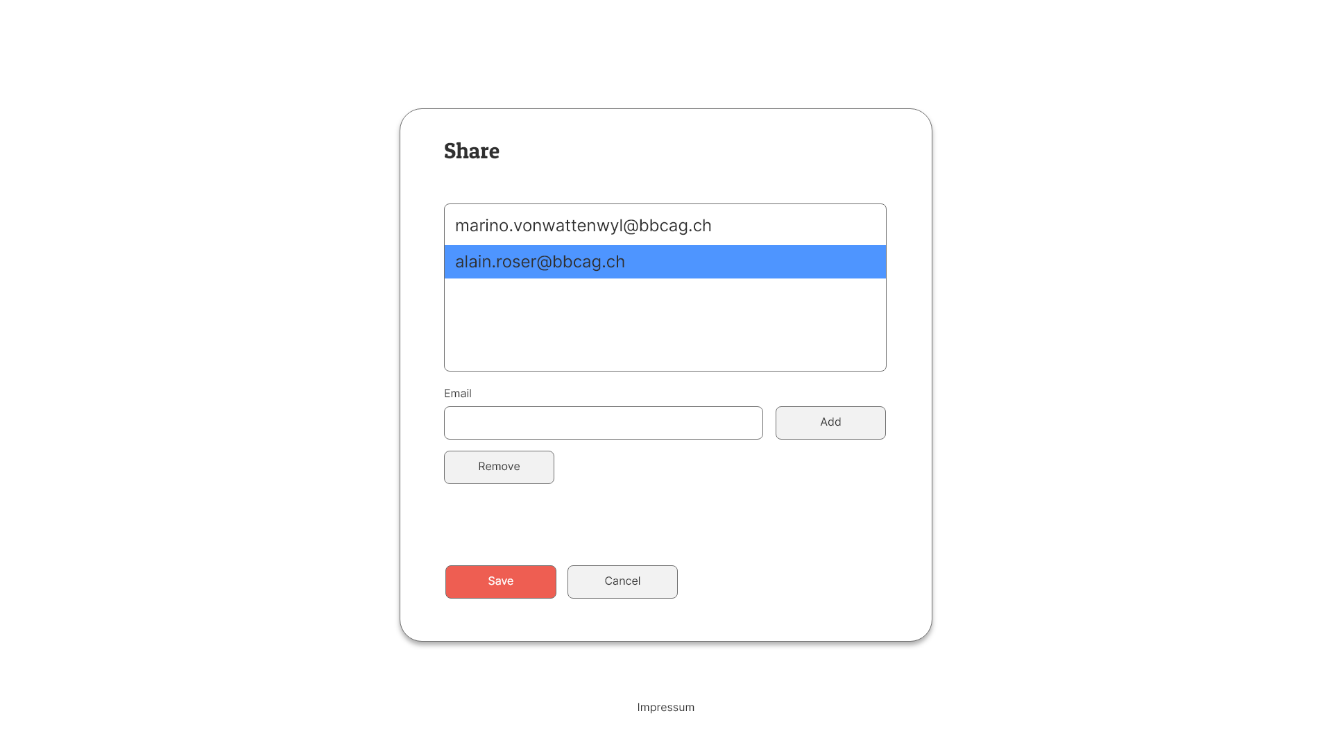 Share
marino.vonwattenwyl@bbcag.ch
alain.roser@bbcag.ch
Email
Add
Remove
Save
Cancel
Impressum